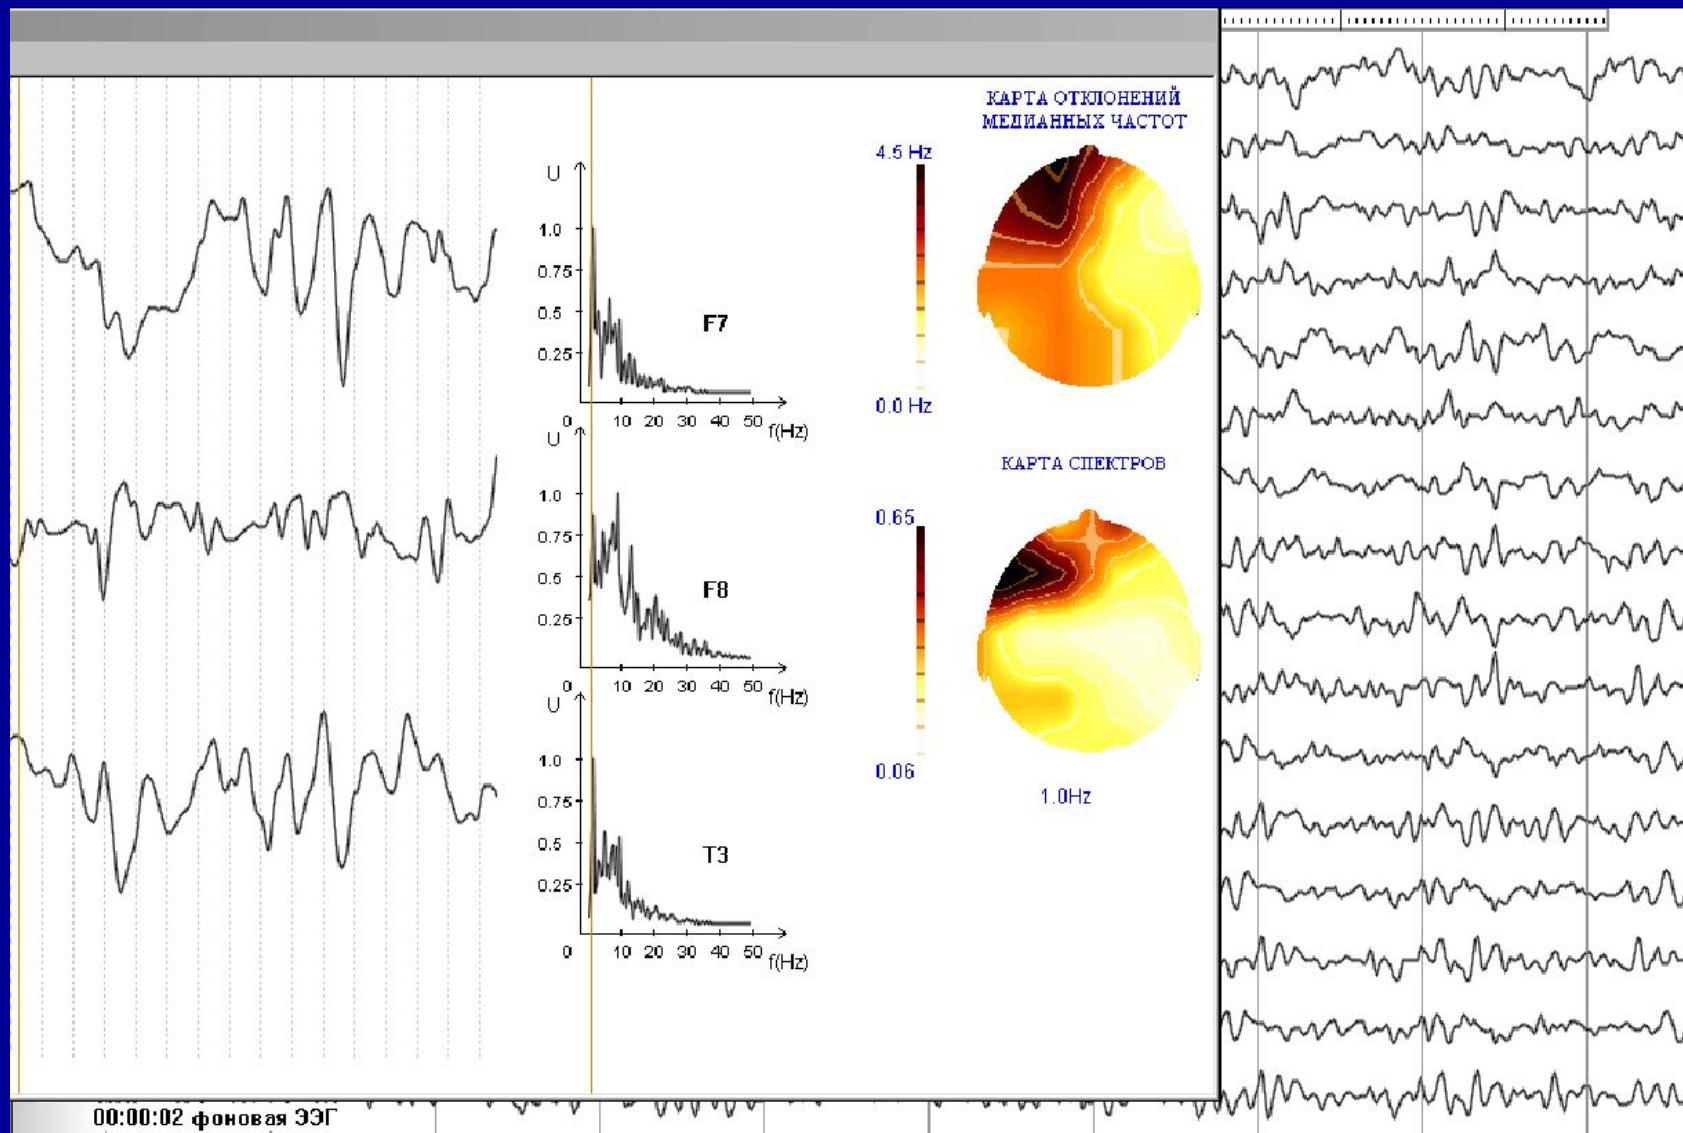 КАРТА ОТКЛОНЕНИЙ
МЕДИАННЫХ ЧАСТОТ
4.5 Hz
0.0 Hz
U
1.0
0.75
0.5
0.25
F7
0 10 20 30 40 50 f(Hz)
КАРТА СПЕКТРОВ
0.65
0.06
1.0Hz
U
1.0
0.75
0.5
0.25
F8
0 10 20 30 40 50 f(Hz)
U
1.0
0.75
0.5
0.25
T3
0 10 20 30 40 50 f(Hz)
00:00:02 фоновая ЭЭГ